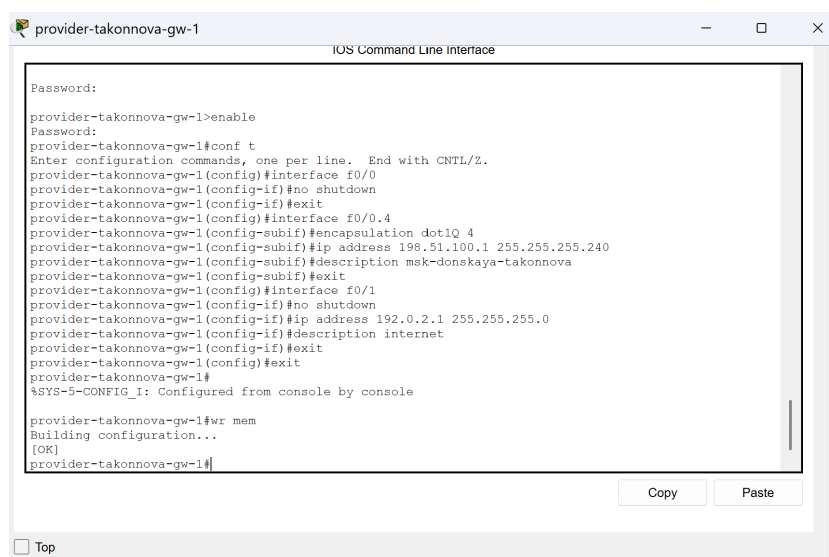 provider-takonnova-gw-1
IOS Command Line Interface
Password:
provider-takonnova-gw-1>enable
Password:
provider-takonnova-gw-1#conf t
Enter configuration commands, one per line.  End with CNTL/Z.
provider-takonnova-gw-1(config)#interface f0/0
provider-takonnova-gw-1(config-if)#no shutdown
provider-takonnova-gw-1(config-if)#exit
provider-takonnova-gw-1(config)#interface f0/0.4
provider-takonnova-gw-1(config-subif)#encapsulation dot1Q 4
provider-takonnova-gw-1(config-subif)#ip address 198.51.100.1 255.255.255.240
provider-takonnova-gw-1(config-subif)#description msk-donskaya-takonnova
provider-takonnova-gw-1(config-subif)#exit
provider-takonnova-gw-1(config)#interface f0/1
provider-takonnova-gw-1(config-if)#no shutdown
provider-takonnova-gw-1(config-if)#ip address 192.0.2.1 255.255.255.0
provider-takonnova-gw-1(config-if)#description internet
provider-takonnova-gw-1(config-if)#exit
provider-takonnova-gw-1(config)#exit
provider-takonnova-gw-1#
%SYS-5-CONFIG_I: Configured from console by console
provider-takonnova-gw-1#wr mem
Building configuration...
[OK]
provider-takonnova-gw-1#
Copy
Paste
Top